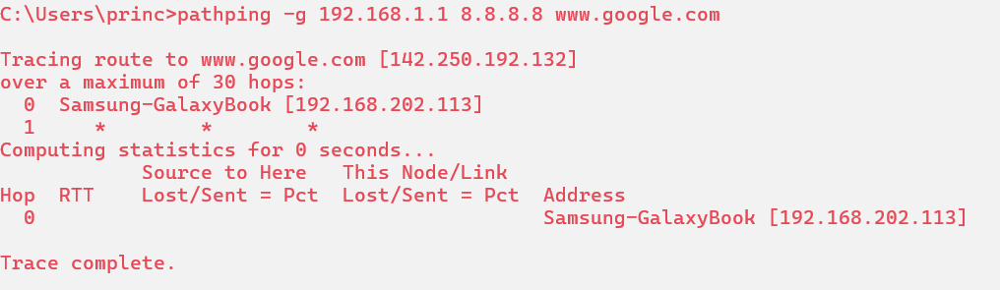 C:\Users\princ>pathping -g 192.168.1.1 8.8.8.8 www.google.com
Tracing route to www.google.com [142.250.192.132]
over a maximum of 30 hops:
  0  Samsung-GalaxyBook [192.168.202.113]
  1     *        *        *
Computing statistics for 0 seconds...
            Source to Here   This Node/Link
Hop  RTT    Lost/Sent = Pct  Lost/Sent = Pct  Address
  0                                           Samsung-GalaxyBook [192.168.202.113]
Trace complete.